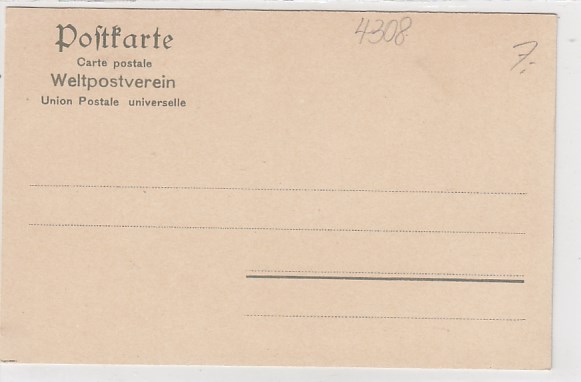 Postkarte
Carte postale
Weltpostverein
Union Postale universelle
4308
7,-